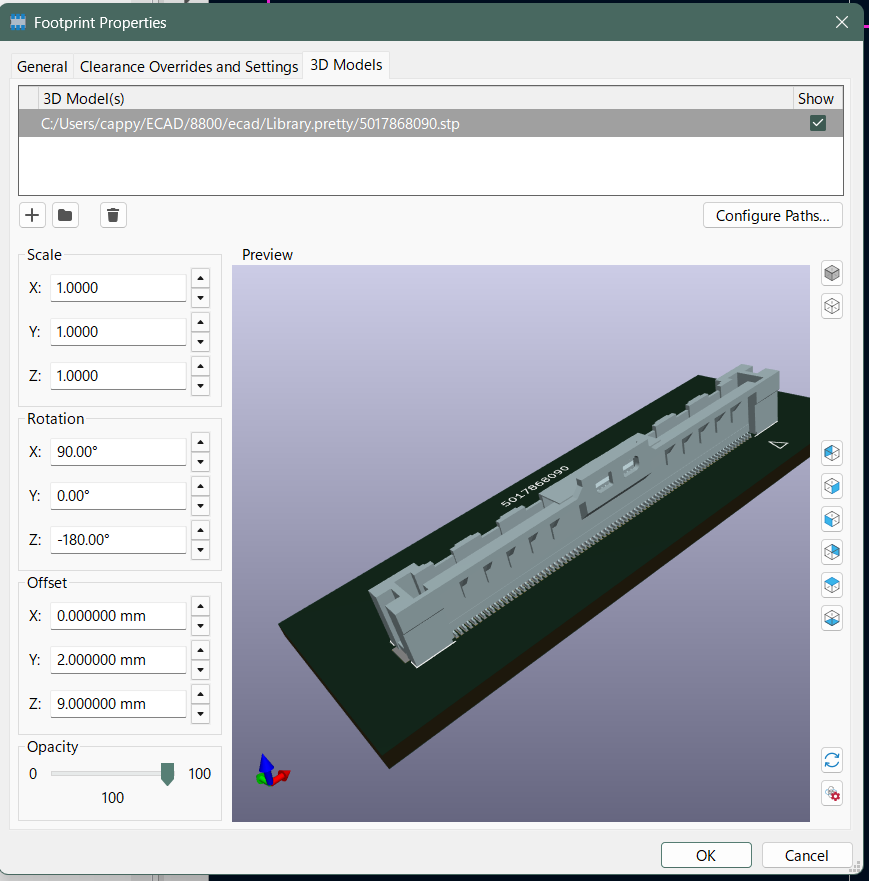 Footprint Properties
General Clearance Overrides and Settings 3D Models
3D Model(s) Show
C:/Users/cappy/ECAD/8800/ecad/Library.pretty/5017868090.stp
Configure Paths...
Scale
X: 1.0000
Y: 1.0000
Z: 1.0000
Rotation
X: 90.00°
Y: 0.00°
Z: -180.00°
Offset
X: 0.000000 mm
Y: 2.000000 mm
Z: 9.000000 mm
Opacity
0 100
100
Preview
5017868090
OK Cancel